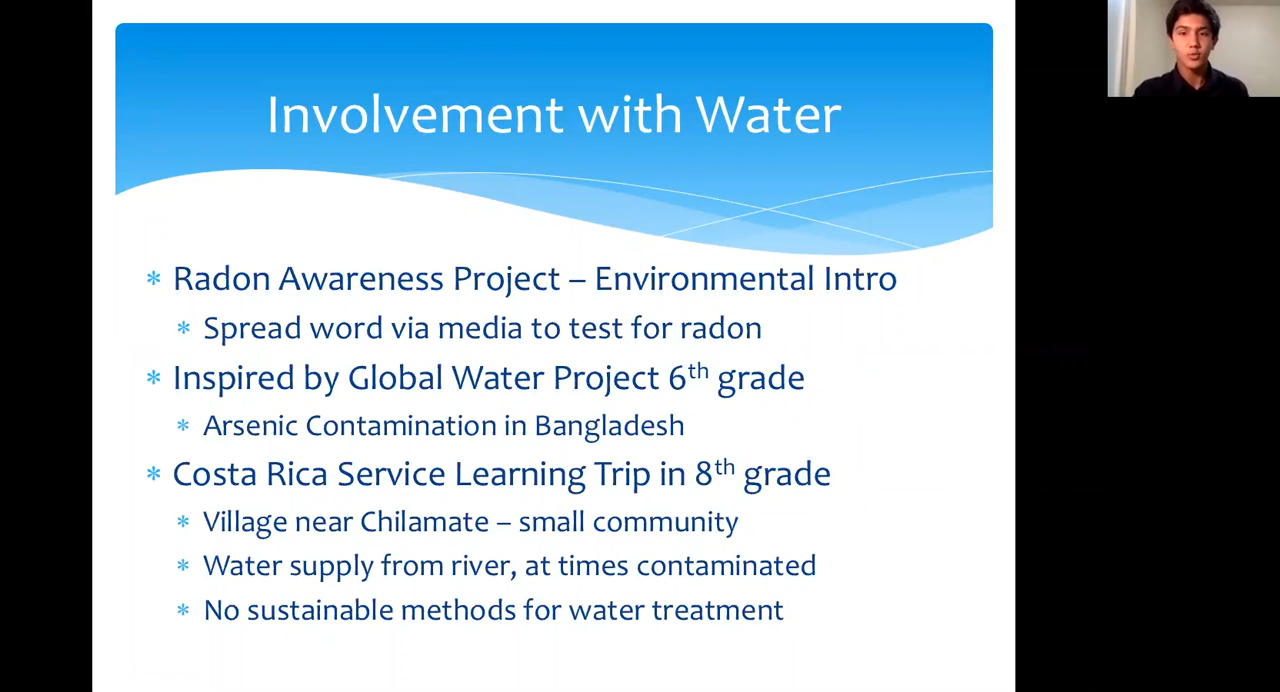 Involvement with Water
* Radon Awareness Project – Environmental Intro
* Spread word via media to test for radon
* Inspired by Global Water Project 6th grade
* Arsenic Contamination in Bangladesh
* Costa Rica Service Learning Trip in 8th grade
* Village near Chilamate – small community
* Water supply from river, at times contaminated
* No sustainable methods for water treatment